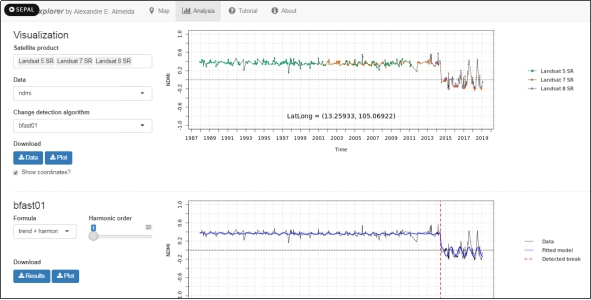 SEPAL
xplorer by Alexandre E. Almeida
Map
Analysis
Tutorial
About
Visualization
Satellite product
Landsat 5 SR Landsat 7 SR Landsat 8 SR
Data
ndmi
Change detection algorithm
bfast01
Download
Data
Plot
Show coordinates?
NDMI
1.0
0.6
0.2
-0.2
-0.6
-1.0
LatLong = (13.25933, 105.06922)
1987 1989 1991 1993 1995 1997 1999 2001 2003 2005 2007 2009 2011 2013 2015 2017 2019
Time
Landsat 5 SR
Landsat 7 SR
Landsat 8 SR
bfast01
Formula
trend + harmon
Harmonic order
Download
Results
Plot
NDMI
1.0
0.6
0.2
-0.2
-0.6
Data
Fitted model
Detected break